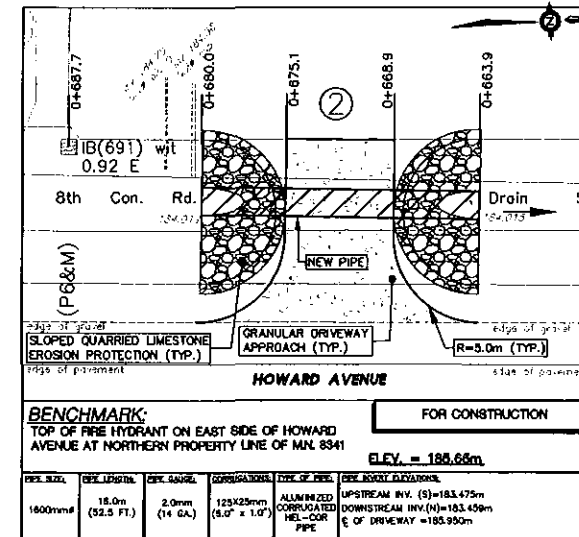 N
0+687.7
0+680.0
0+675.1
0+668.9
0+663.9
2
IB(691) wit
0.92 E
8th Con. Rd. Drain S
184.015
NEW PIPE
(P6&M)
edge of gravel
edge of gravel
SLOPED QUARRIED LIMESTONE
EROSION PROTECTION (TYP.)
GRANULAR DRIVEWAY
APPROACH (TYP.)
R=5.0m (TYP.)
edge of pavement
edge of pavement
HOWARD AVENUE
BENCHMARK:
TOP OF FIRE HYDRANT ON EAST SIDE OF HOWARD
AVENUE AT NORTHERN PROPERTY LINE OF M.N. 8341
FOR CONSTRUCTION
ELEV. = 185.66m
PIPE SIZE: PIPE LENGTH: PIPE GAUGE: CORRUGATIONS: TYPE OF PIPE: PIPE INVERT ELEVATIONS:
1600mmø
16.0m
(52.5 FT.)
2.0mm
(14 GA.)
125X25mm
(5.0" x 1.0")
ALUMINIZED
CORRUGATED
HEL-COR
PIPE
UPSTREAM INV. (S)=183.475m
DOWNSTREAM INV.(N)=183.459m
℄ OF DRIVEWAY =185.950m